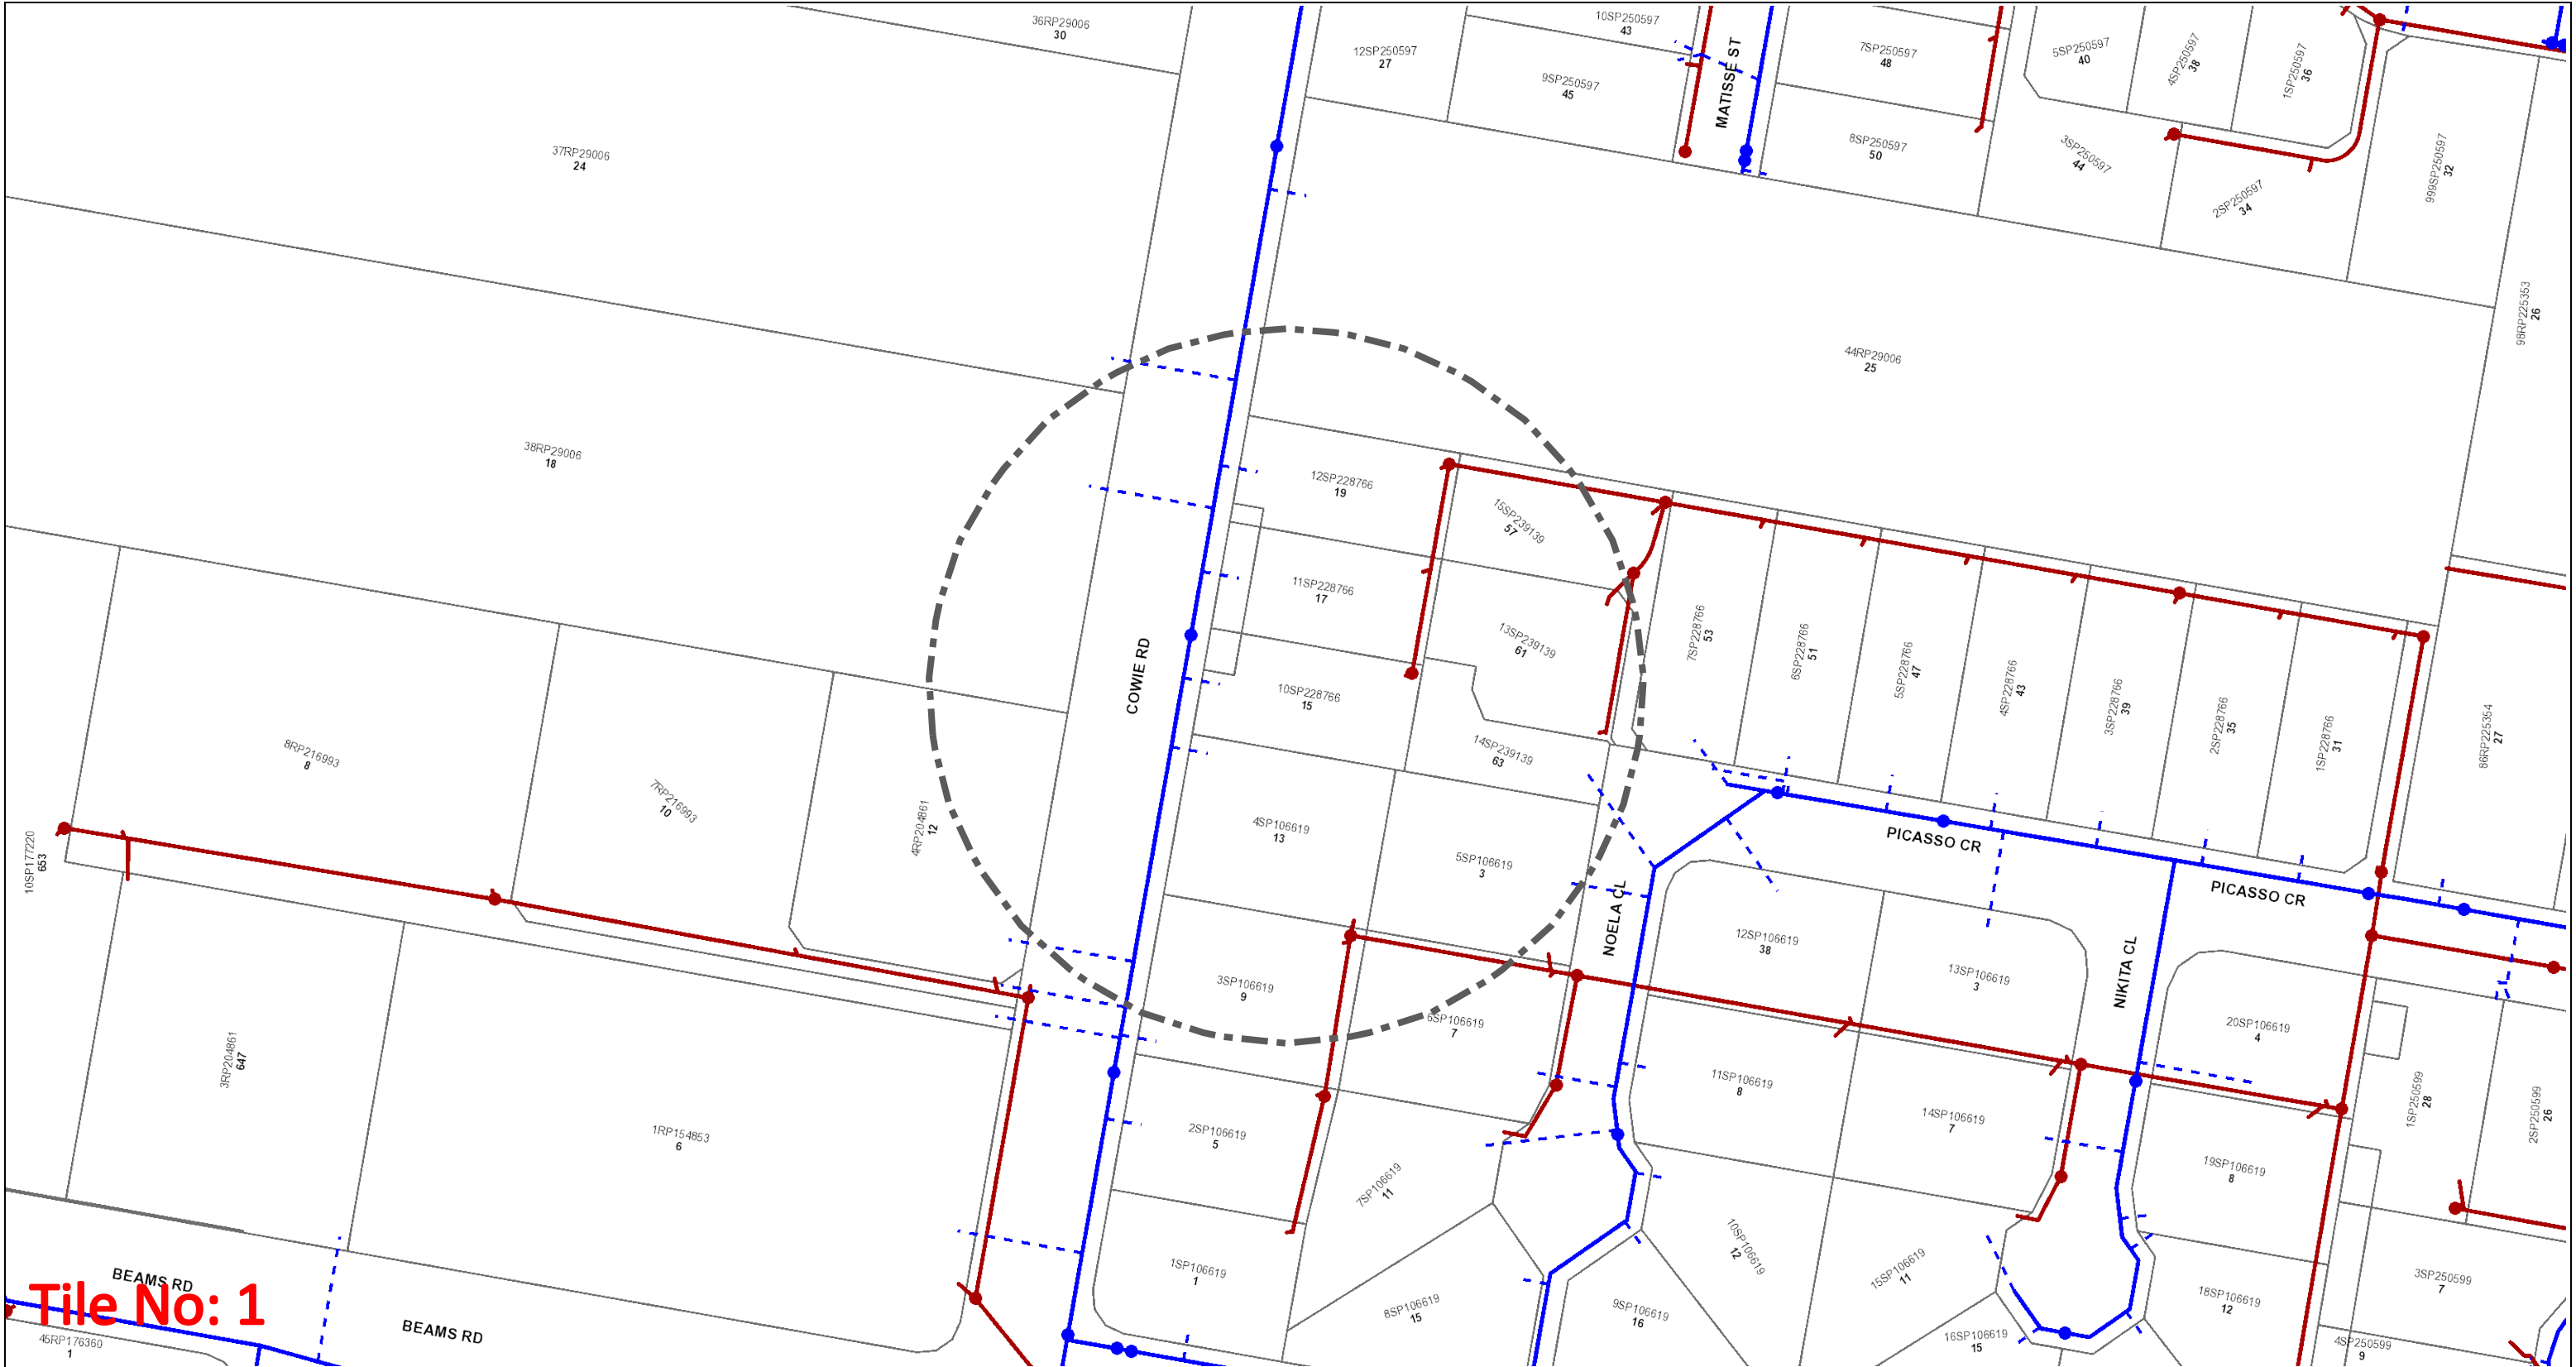 36RP29006
30
12SP250597
27
10SP250597
43
9SP250597
45
MATISSE ST
7SP250597
48
8SP250597
50
5SP250597
40
4SP250597
38
1SP250597
36
3SP250597
44
2SP250597
34
999SP250597
32
98RP225353
26
37RP29006
24
44RP29006
25
38RP29006
18
12SP228766
19
15SP239139
57
11SP228766
17
13SP239139
61
10SP228766
15
14SP239139
63
COWIE RD
7SP228766
53
6SP228766
51
5SP228766
47
4SP228766
43
3SP228766
39
2SP228766
35
1SP228766
31
86RP225354
27
8RP216993
8
7RP216993
10
4RP204861
12
10SP177220
653
4SP106619
13
5SP106619
3
PICASSO CR
PICASSO CR
NOELA CL
12SP106619
38
13SP106619
3
NIKITA CL
3SP106619
9
6SP106619
7
20SP106619
4
3RP204861
647
1RP154853
6
2SP106619
5
11SP106619
8
14SP106619
7
1SP250599
28
2SP250599
26
7SP106619
11
19SP106619
8
10SP106619
12
15SP106619
11
1SP106619
1
8SP106619
15
9SP106619
16
18SP106619
12
3SP250599
7
16SP106619
15
4SP250599
9
BEAMS RD
Tile No: 1
BEAMS RD
45RP176360
1